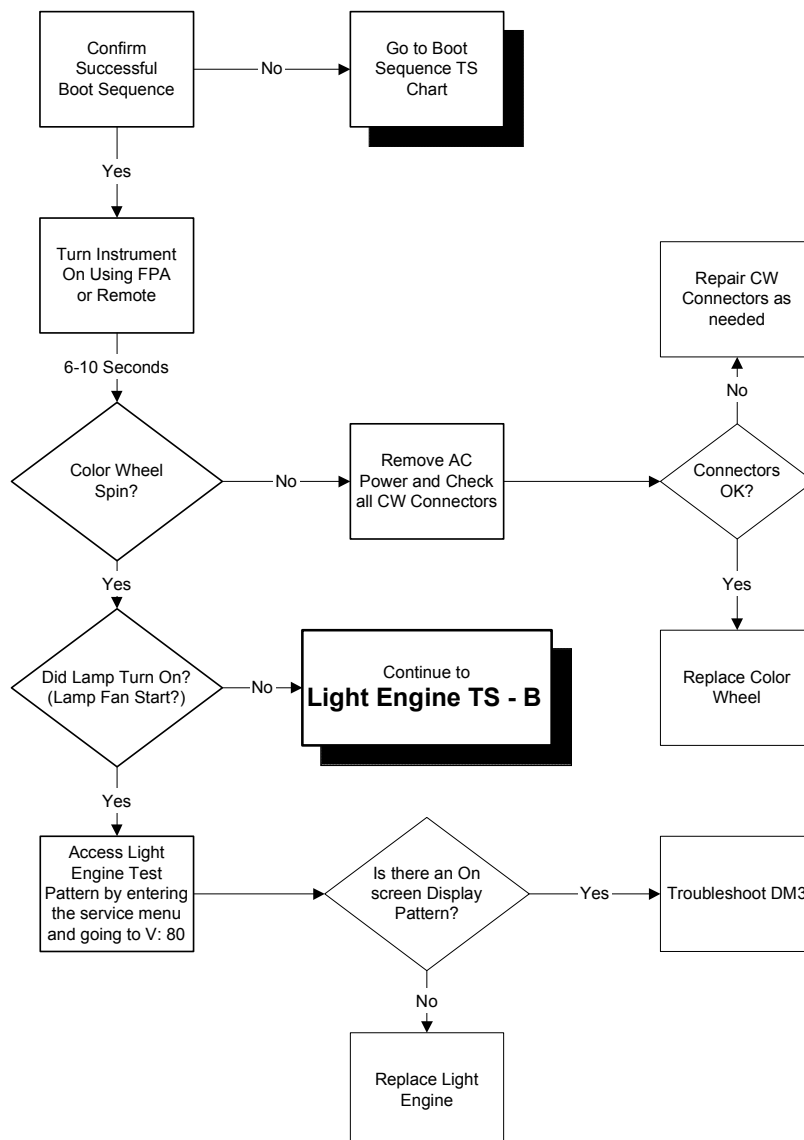 Confirm
Successful
Boot Sequence
No
Go to Boot
Sequence TS
Chart
Yes
Turn Instrument
On Using FPA
or Remote
Repair CW
Connectors as
needed
6-10 Seconds
No
Color Wheel
Spin?
No
Remove AC
Power and Check
all CW Connectors
Connectors
OK?
Yes
Yes
Did Lamp Turn On?
(Lamp Fan Start?)
No
Continue to
Light Engine TS - B
Replace Color
Wheel
Yes
Access Light
Engine Test
Pattern by entering
the service menu
and going to V: 80
Is there an On
screen Display
Pattern?
Yes
Troubleshoot DM3
No
Replace Light
Engine